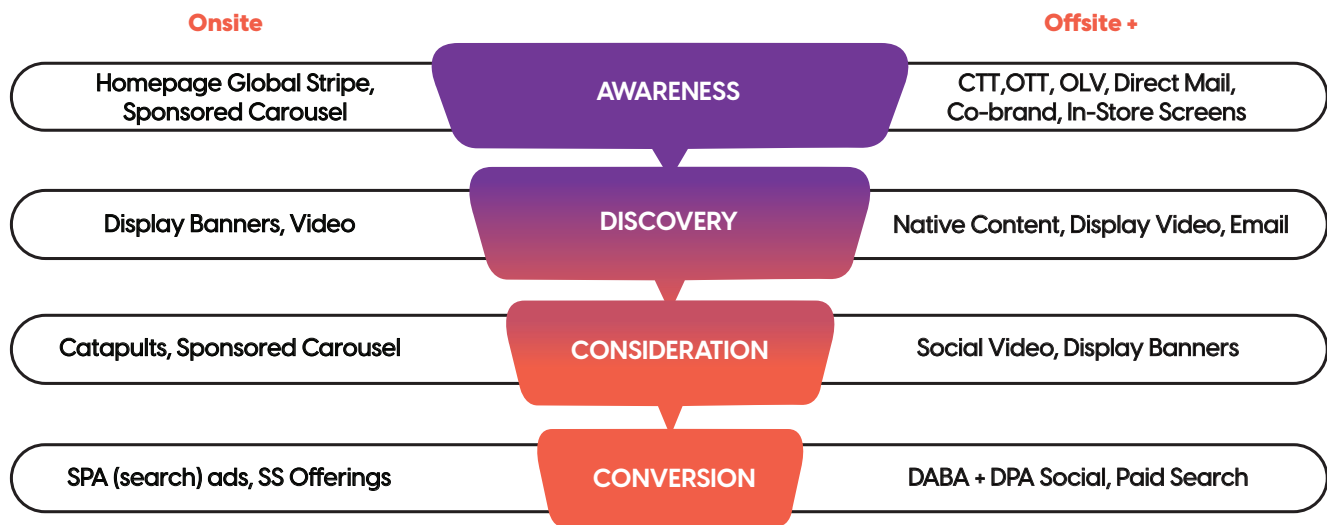 Onsite
Offsite +
Homepage Global Stripe,
Sponsored Carousel
AWARENESS
CTT,OTT, OLV, Direct Mail,
Co-brand, In-Store Screens
Display Banners, Video
DISCOVERY
Native Content, Display Video, Email
Catapults, Sponsored Carousel
CONSIDERATION
Social Video, Display Banners
SPA (search) ads, SS Offerings
CONVERSION
DABA + DPA Social, Paid Search